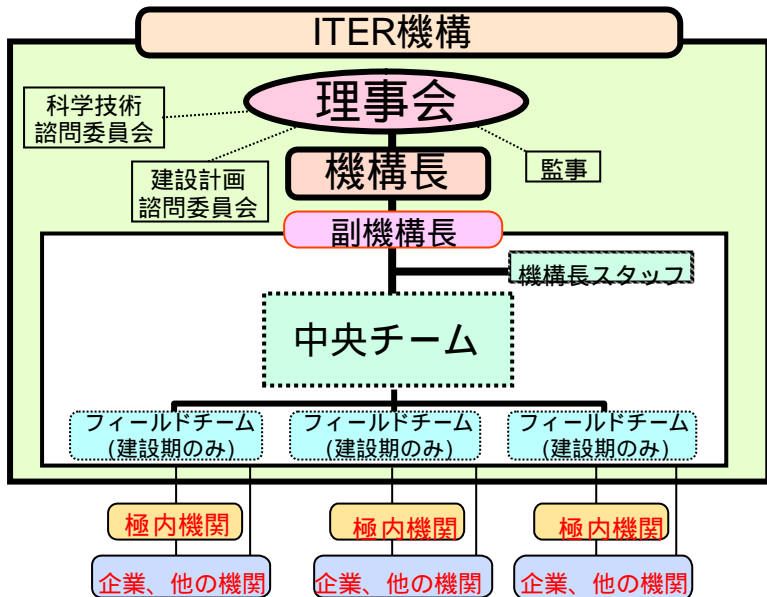 ITER機構
理事会
科学技術
諮問委員会
機構長
監事
建設計画
諮問委員会
副機構長
機構長スタッフ
中央チーム
フィールドチーム
(建設期のみ)
フィールドチーム
(建設期のみ)
フィールドチーム
(建設期のみ)
極内機関
極内機関
極内機関
企業、他の機関
企業、他の機関
企業、他の機関